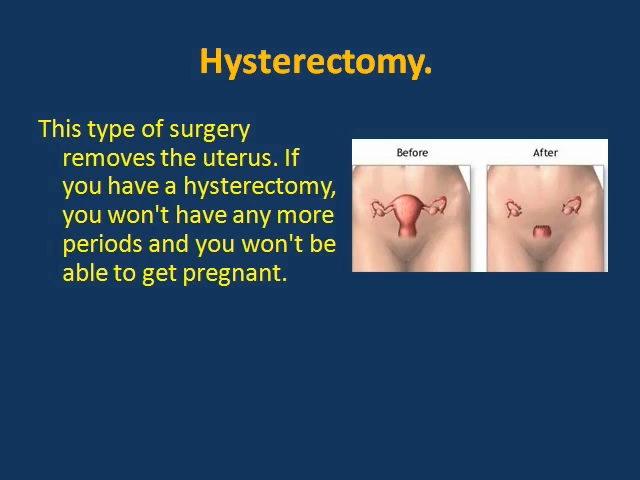 Hysterectomy.
This type of surgery
removes the uterus. If
you have a hysterectomy,
you won't have any more
periods and you won't be
able to get pregnant.
Before
After